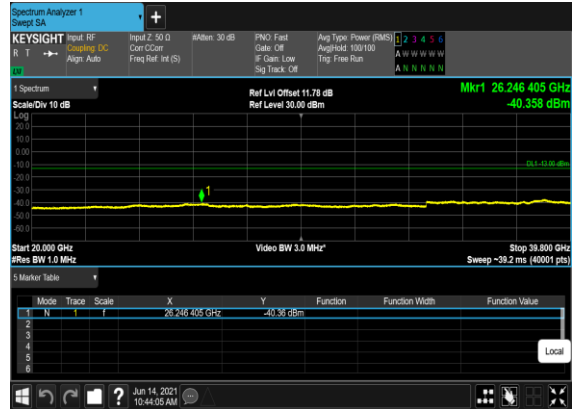 Spectrum Analyzer 1
Swept SA
+
KEYSIGHT Input: RF Input Z: 50 Ω #Atten: 30 dB PNO: Fast Avg Type: Power (RMS) 1 2 3 4 5 6
R T Coupling: DC Corr CCorr Gate: Off Avg|Hold: 100/100 A W W W W W
Align: Auto Freq Ref: Int (S) IF Gain: Low Trig: Free Run
Sig Track: Off A N N N N N
1 Spectrum Ref Lvl Offset 11.78 dB Mkr1 26.246 405 GHz
Scale/Div 10 dB Ref Level 30.00 dBm -40.358 dBm
Log
20.0
10.0
0.00
-10.0 DL1 -13.00 dBm
-20.0
-30.0 1
-40.0
-50.0
-60.0
Start 20.000 GHz Video BW 3.0 MHz* Stop 39.800 GHz
#Res BW 1.0 MHz Sweep ~39.2 ms (40001 pts)
5 Marker Table
Mode Trace Scale X Y Function Function Width Function Value
1 N 1 f 26.246 405 GHz -40.36 dBm
2
3
4
5
6
Local
? Jun 14, 2021
10:44:05 AM